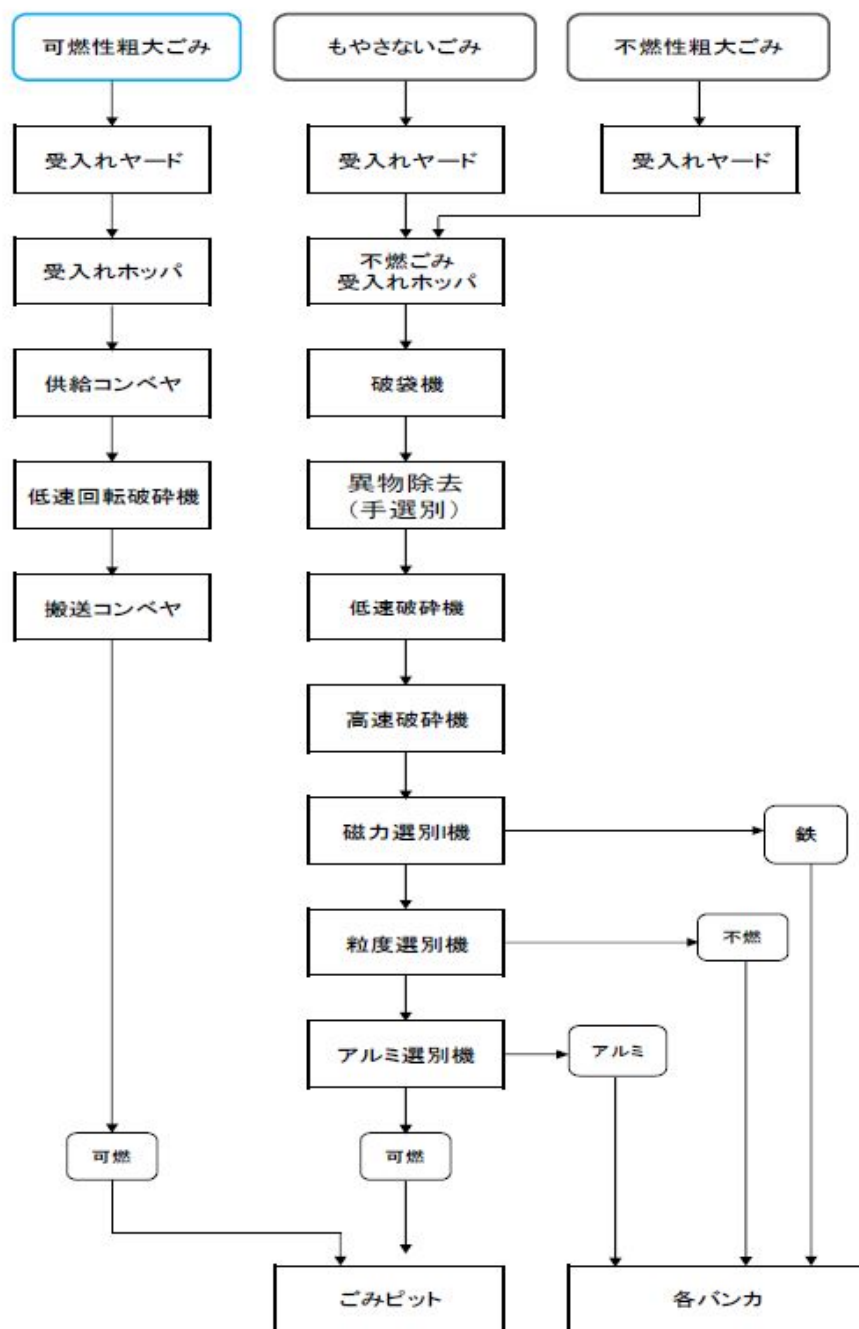 可燃性粗大ごみ
もやさないごみ
不燃性粗大ごみ
受入れヤード
受入れヤード
受入れヤード
受入れホッパ
不燃ごみ
受入れホッパ
供給コンベヤ
破袋機
低速回転破砕機
異物除去
（手選別）
搬送コンベヤ
低速破砕機
高速破砕機
磁力選別l機
鉄
粒度選別機
不燃
アルミ選別機
アルミ
可燃
可燃
ごみピット
各バンカ